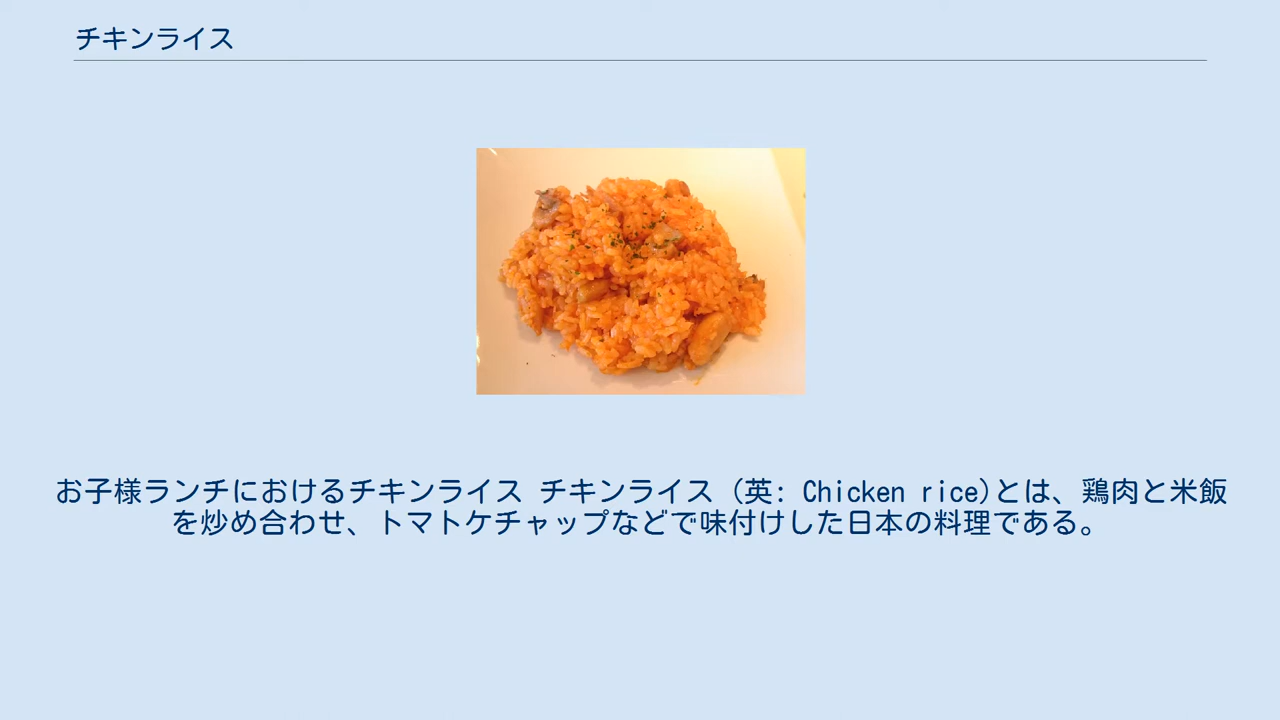 チキンライス
お子様ランチにおけるチキンライス チキンライス (英: Chicken rice)とは、鶏肉と米飯
を炒め合わせ、トマトケチャップなどで味付けした日本の料理である。